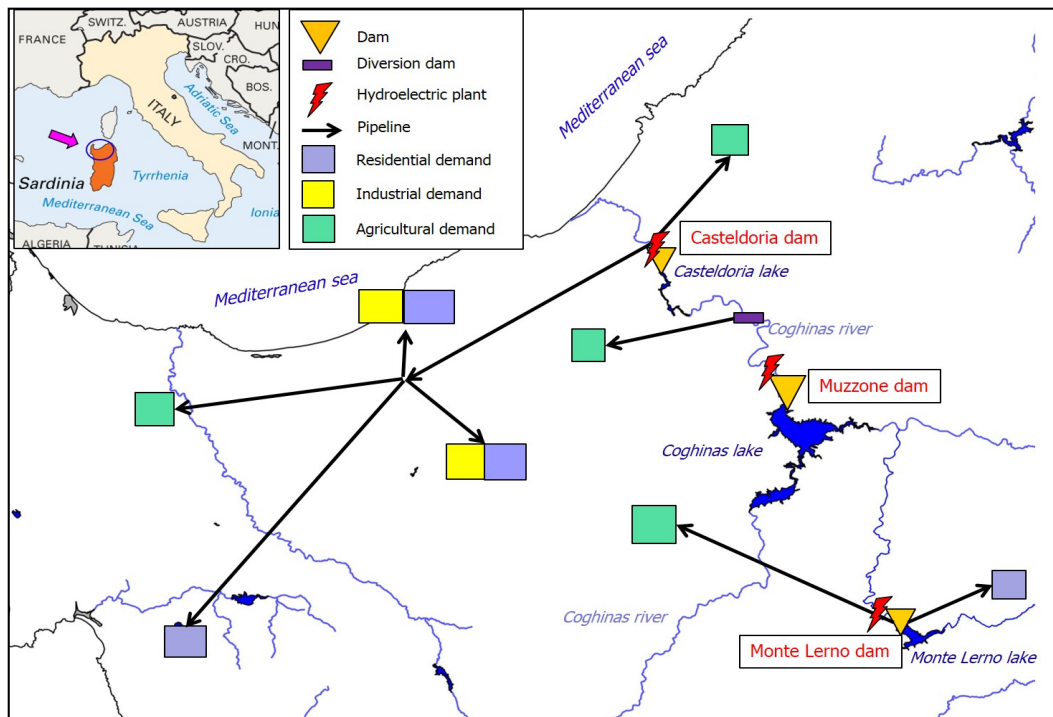 SWITZ.
AUSTRIA
HUN
FRANCE
SLOV.
CRO.
BOS.
ITALY
Adriatic Sea
MONT.
Sardinia
Tyrrhenia
Mediterranean Sea
Ionia
ALGERIA
TUNISIA
Dam
Diversion dam
Hydroelectric plant
Pipeline
Residential demand
Industrial demand
Agricultural demand
Mediterranean sea
Mediterranean sea
Casteldoria dam
Casteldoria lake
Coghinas river
Muzzone dam
Coghinas lake
Coghinas river
Monte Lerno dam
Monte Lerno lake